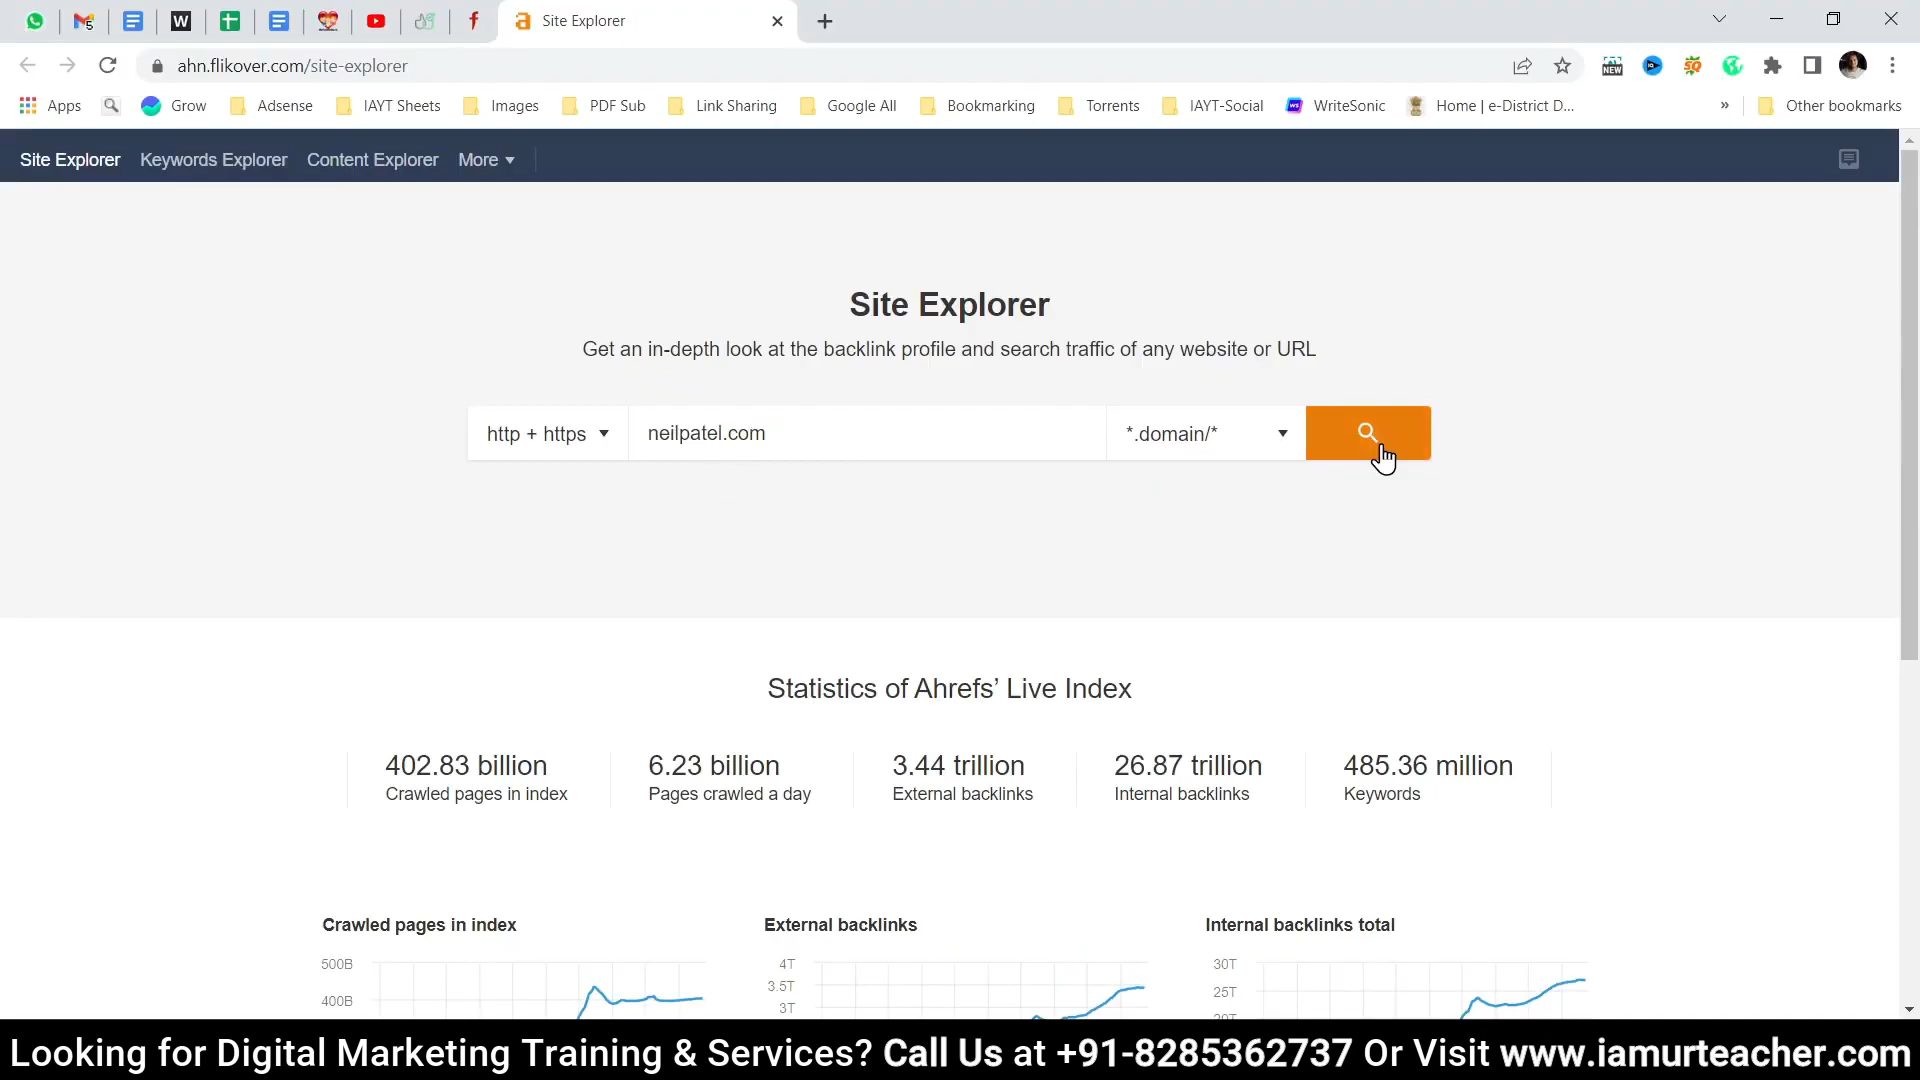 Site Explorer
ahn.flikover.com/site-explorer
Apps Grow Adsense IAYT Sheets Images PDF Sub Link Sharing Google All Bookmarking Torrents IAYT-Social WriteSonic Home | e-District D... » Other bookmarks
Site Explorer Keywords Explorer Content Explorer More
Site Explorer
Get an in-depth look at the backlink profile and search traffic of any website or URL
http + https neilpatel.com *.domain/*
Statistics of Ahrefs’ Live Index
402.83 billion 6.23 billion 3.44 trillion 26.87 trillion 485.36 million
Crawled pages in index Pages crawled a day External backlinks Internal backlinks Keywords
Crawled pages in index External backlinks Internal backlinks total
500B 4T 30T
3.5T 25T
400B 3T
Looking for Digital Marketing Training & Services? Call Us at +91-8285362737 Or Visit www.iamurteacher.com